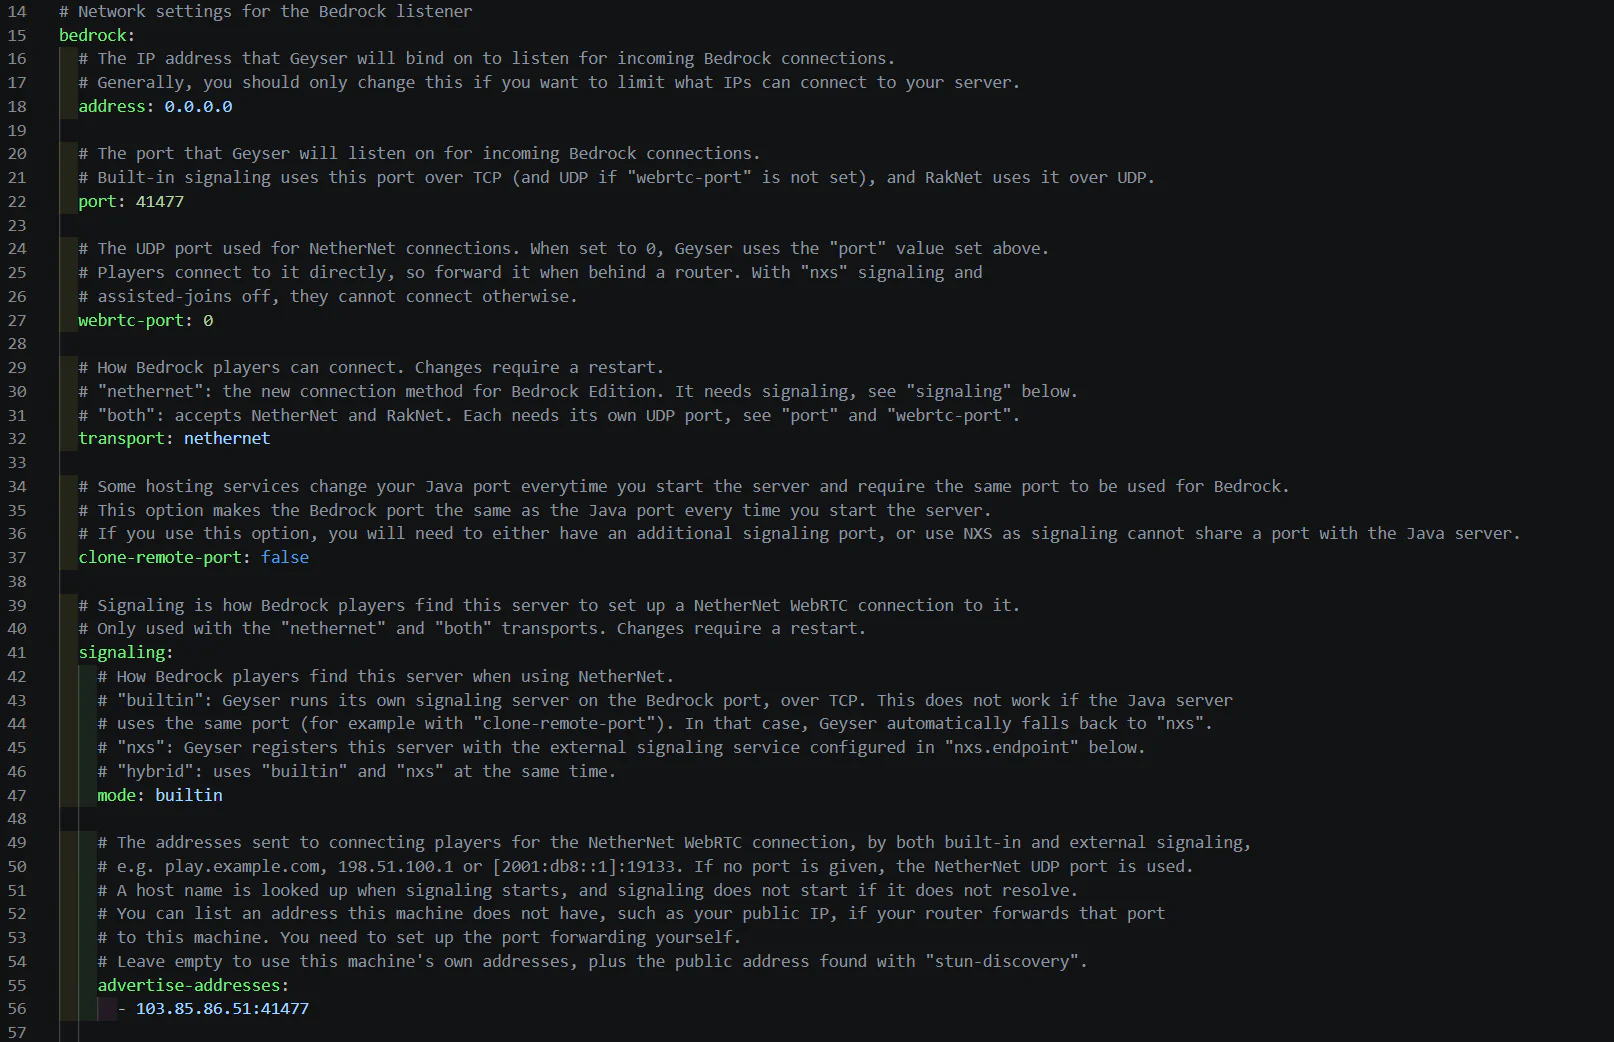 14 # Network settings for the Bedrock listener
15 bedrock:
16 # The IP address that Geyser will bind on to listen for incoming Bedrock connections.
17 # Generally, you should only change this if you want to limit what IPs can connect to your server.
18 address: 0.0.0.0
19
20 # The port that Geyser will listen on for incoming Bedrock connections.
21 # Built-in signaling uses this port over TCP (and UDP if "webrtc-port" is not set), and RakNet uses it over UDP.
22 port: 41477
23
24 # The UDP port used for NetherNet connections. When set to 0, Geyser uses the "port" value set above.
25 # Players connect to it directly, so forward it when behind a router. With "nxs" signaling and
26 # assisted-joins off, they cannot connect otherwise.
27 webrtc-port: 0
28
29 # How Bedrock players can connect. Changes require a restart.
30 # "nethernet": the new connection method for Bedrock Edition. It needs signaling, see "signaling" below.
31 # "both": accepts NetherNet and RakNet. Each needs its own UDP port, see "port" and "webrtc-port".
32 transport: nethernet
33
34 # Some hosting services change your Java port everytime you start the server and require the same port to be used for Bedrock.
35 # This option makes the Bedrock port the same as the Java port every time you start the server.
36 # If you use this option, you will need to either have an additional signaling port, or use NXS as signaling cannot share a port with the Java server.
37 clone-remote-port: false
38
39 # Signaling is how Bedrock players find this server to set up a NetherNet WebRTC connection to it.
40 # Only used with the "nethernet" and "both" transports. Changes require a restart.
41 signaling:
42 # How Bedrock players find this server when using NetherNet.
43 # "builtin": Geyser runs its own signaling server on the Bedrock port, over TCP. This does not work if the Java server
44 # uses the same port (for example with "clone-remote-port"). In that case, Geyser automatically falls back to "nxs".
45 # "nxs": Geyser registers this server with the external signaling service configured in "nxs.endpoint" below.
46 # "hybrid": uses "builtin" and "nxs" at the same time.
47 mode: builtin
48
49 # The addresses sent to connecting players for the NetherNet WebRTC connection, by both built-in and external signaling,
50 # e.g. play.example.com, 198.51.100.1 or [2001:db8::1]:19133. If no port is given, the NetherNet UDP port is used.
51 # A host name is looked up when signaling starts, and signaling does not start if it does not resolve.
52 # You can list an address this machine does not have, such as your public IP, if your router forwards that port
53 # to this machine. You need to set up the port forwarding yourself.
54 # Leave empty to use this machine's own addresses, plus the public address found with "stun-discovery".
55 advertise-addresses:
56 - 103.85.86.51:41477
57